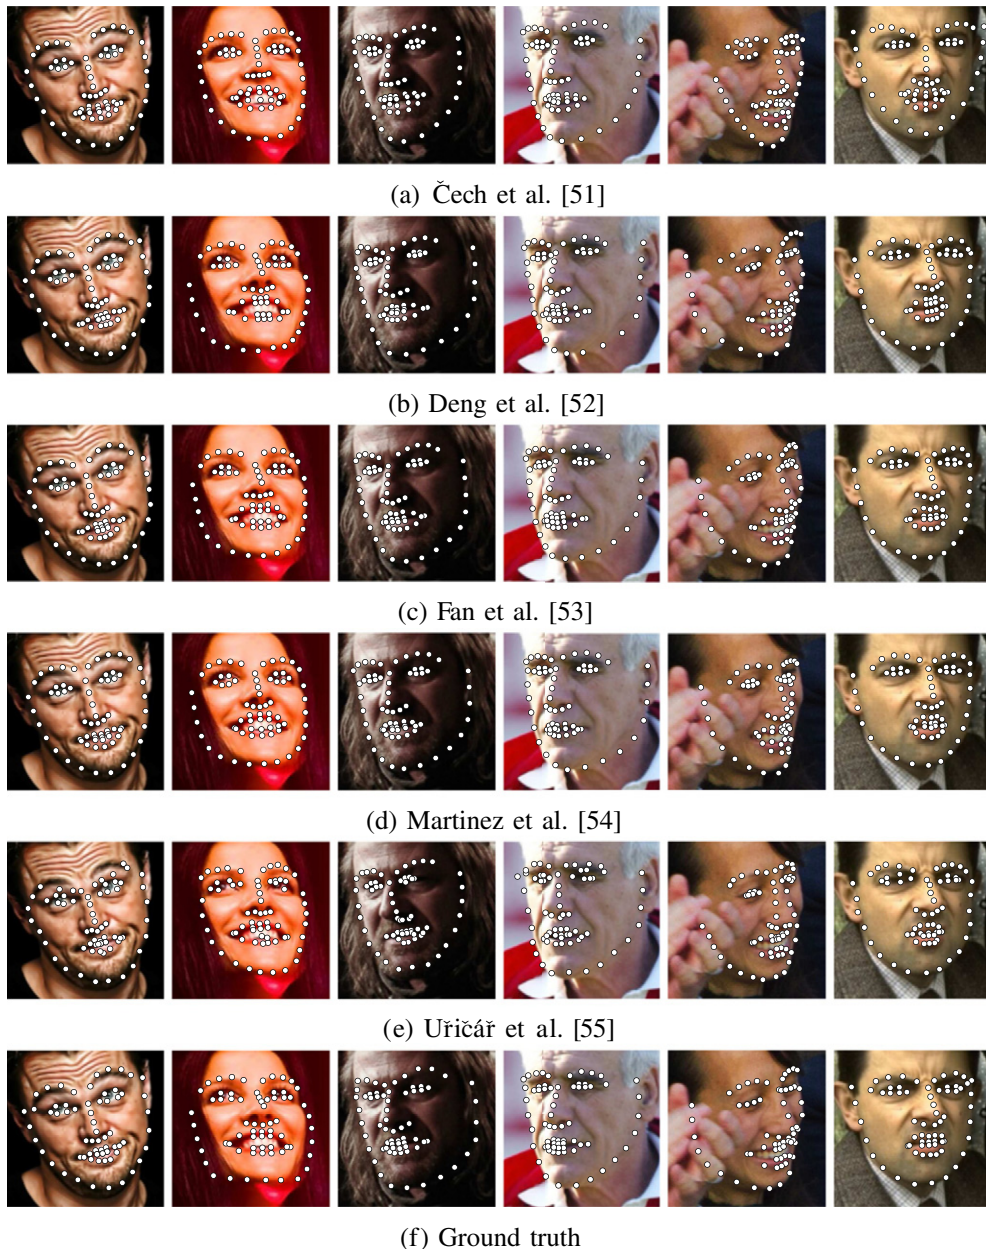 (a) Čech et al. [51]
(b) Deng et al. [52]
(c) Fan et al. [53]
(d) Martinez et al. [54]
(e) Uřičář et al. [55]
(f) Ground truth